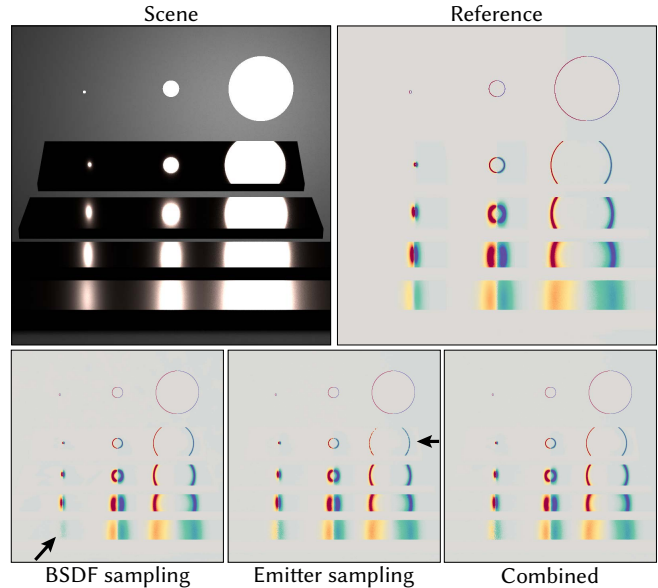 Scene
Reference
BSDF sampling
Emitter sampling
Combined